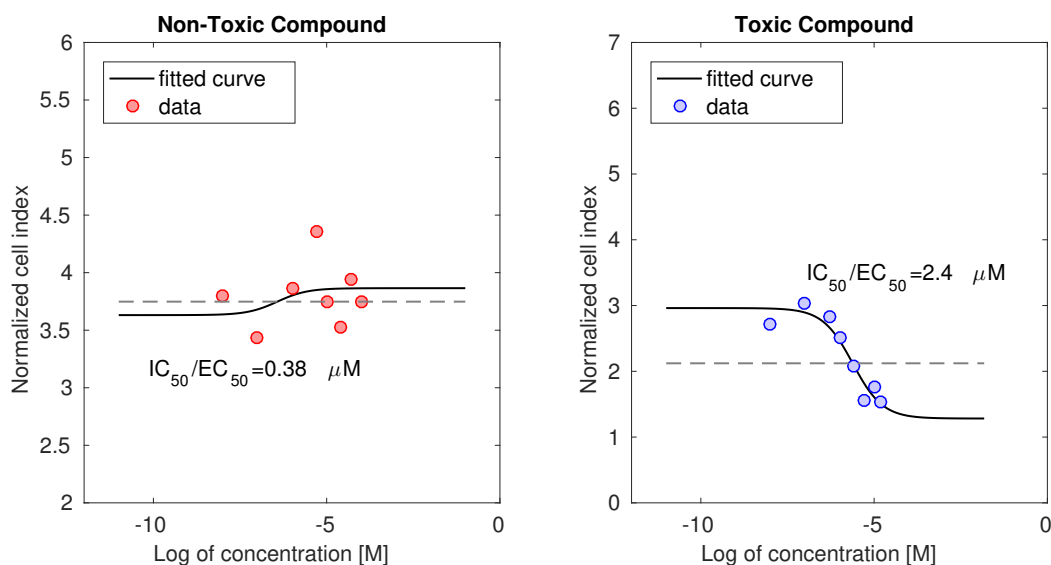 Non-Toxic Compound
6
5.5
5
4.5
4
3.5
3
2.5
2
Normalized cell index
fitted curve
data
IC50/EC50=0.38 μM
-10
-5
0
Log of concentration [M]
Toxic Compound
7
6
5
4
3
2
1
0
Normalized cell index
fitted curve
data
IC50/EC50=2.4 μM
-10
-5
0
Log of concentration [M]